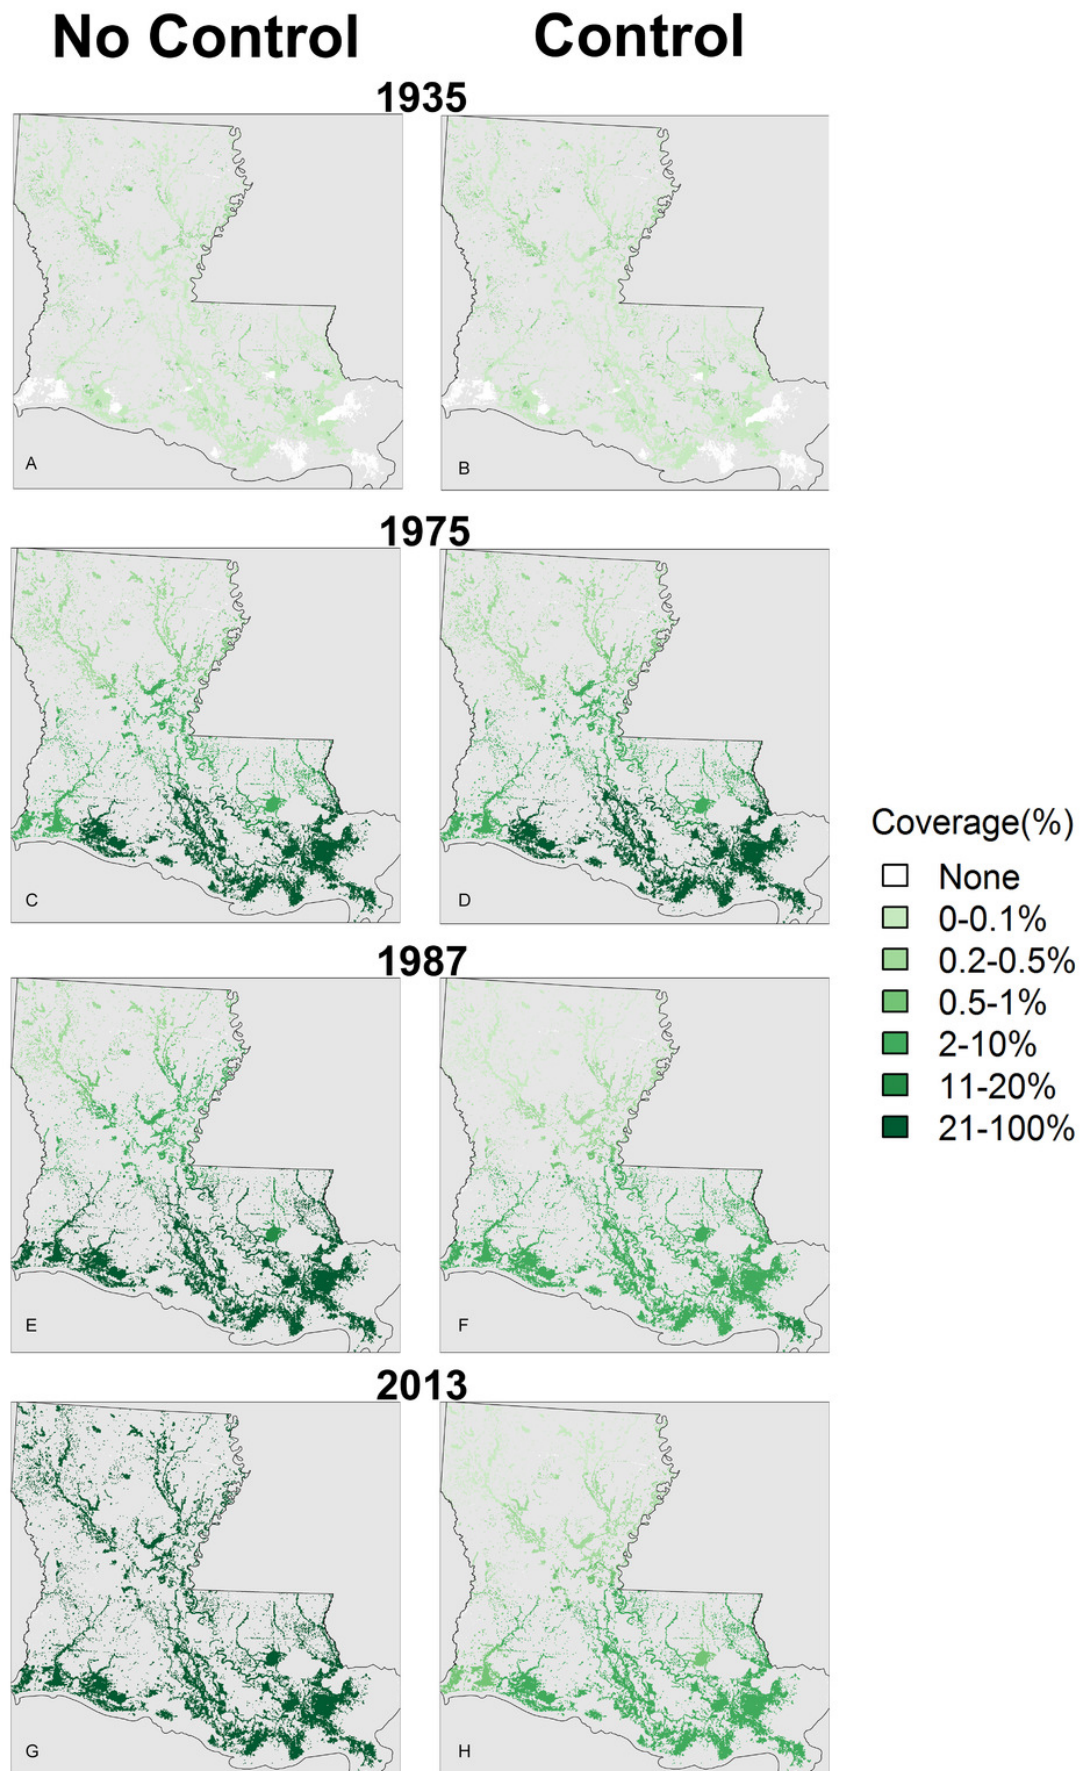 No Control Control
1935
A B
1975
C D
Coverage(%)
None
0-0.1%
0.2-0.5%
0.5-1%
2-10%
11-20%
21-100%
1987
E F
2013
G H